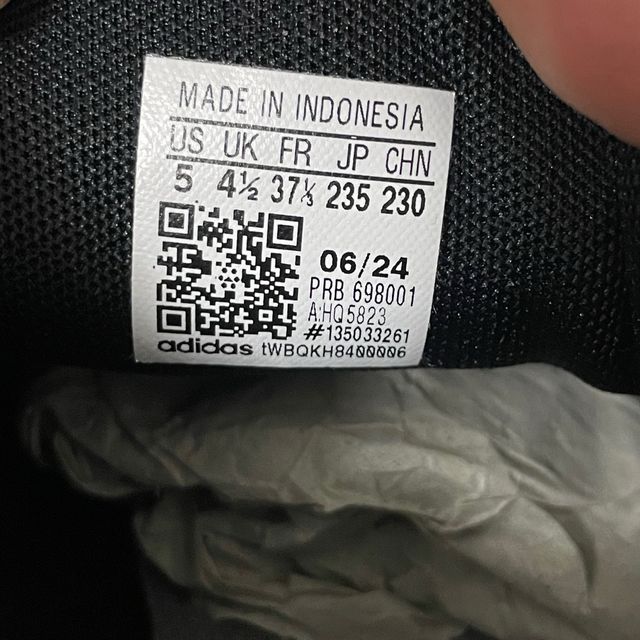 MADE IN INDONESIA
US UK FR JP CHN
5 4½ 37⅓ 235 230
06/24
PRB 698001
A:HQ5823
#135033261
adidas tWBQKH8400006